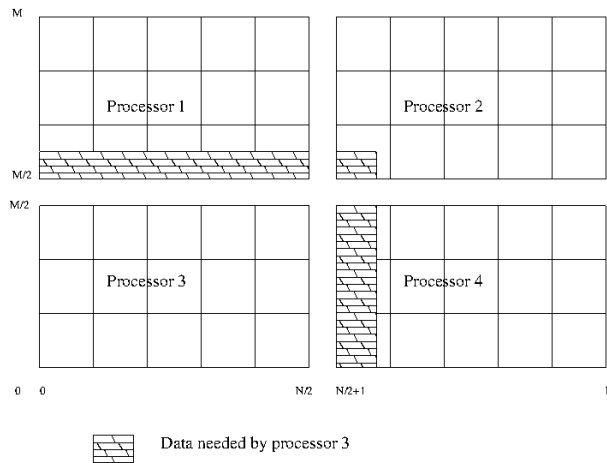 M
Processor 1
Processor 2
M/2
M/2
Processor 3
Processor 4
0 0 N/2 N/2+1 1
Data needed by processor 3